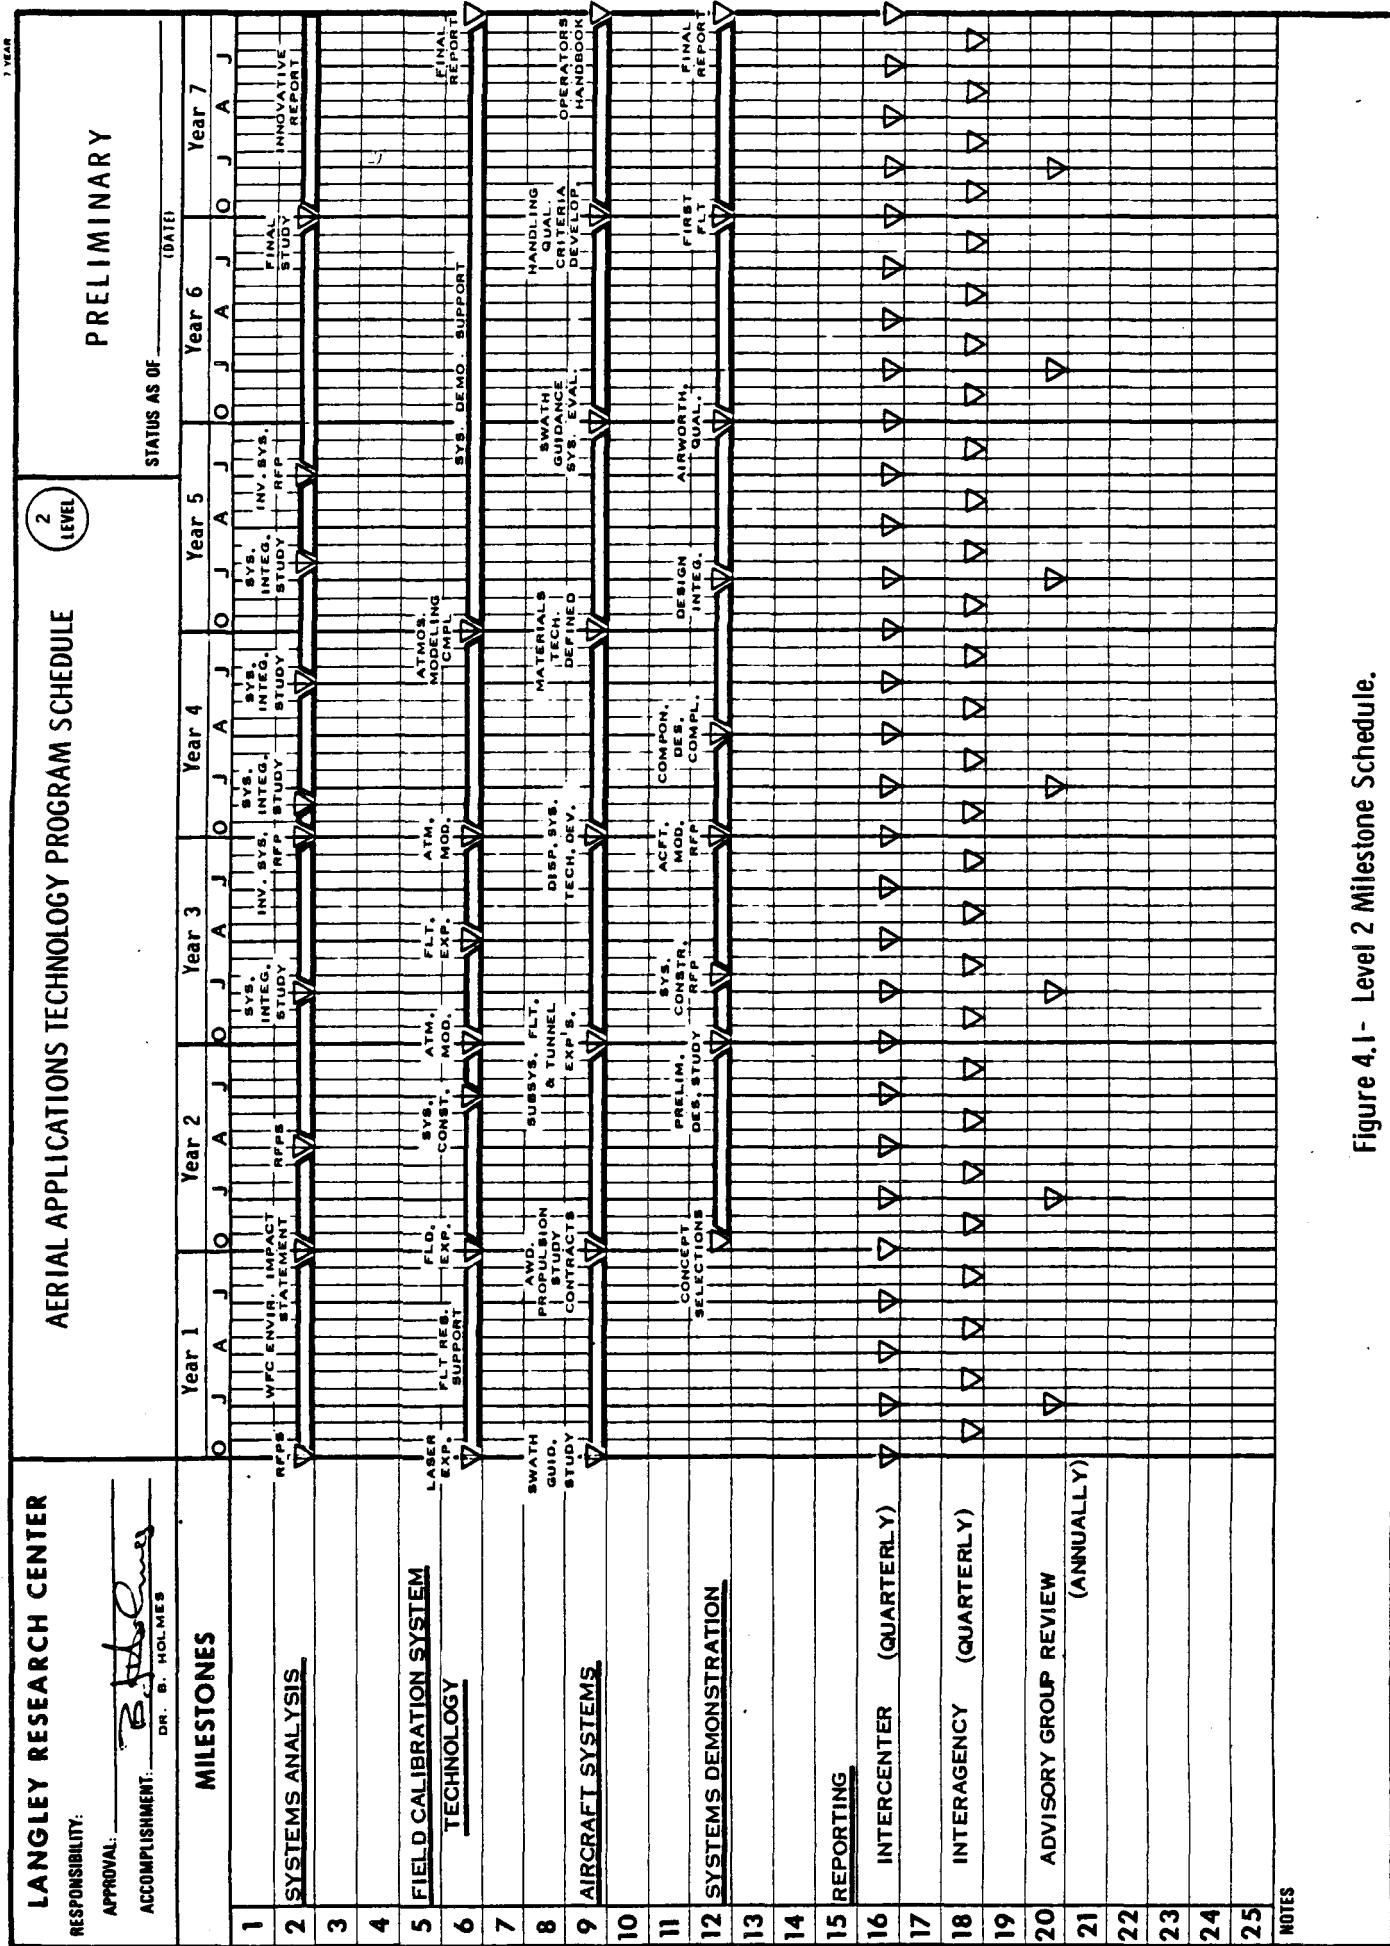 7 YEAR
LANGLEY RESEARCH CENTER
RESPONSIBILITY:
APPROVAL:
ACCOMPLISHMENT:
DR. B. HOLMES
AERIAL APPLICATIONS TECHNOLOGY PROGRAM SCHEDULE
2
LEVEL
PRELIMINARY
STATUS AS OF
(DATE)
MILESTONES
Year 1 Year 2 Year 3 Year 4 Year 5 Year 6 Year 7
O J A J O J A J O J A J O J A J O J A J O J A J O J A J
1
2 SYSTEMS ANALYSIS
RFPS
WFC ENVIR. IMPACT
STATEMENT
RFPS
SYS.
INTEG.
STUDY
INV. SYS.
RFP
SYS.
INTEG.
STUDY
SYS.
INTEG.
STUDY
SYS.
INTEG.
STUDY
INV. SYS.
RFP
FINAL
STUDY
INNOVATIVE
REPORT
3
4
5 FIELD CALIBRATION SYSTEM
6 TECHNOLOGY
LASER
EXP.
FLT RES.
SUPPORT
FLD.
EXP.
SYS.
CONST.
ATM.
MOD.
FLT.
EXP.
ATM.
MOD.
ATMOS.
MODELING
CMPL
SYS. DEMO. SUPPORT
FINAL
REPORT
7
8
9 AIRCRAFT SYSTEMS
SWATH
GUID.
STUDY
AWD.
PROPULSION
STUDY
CONTRACTS
SUBSYS. FLT.
& TUNNEL
EXP'S.
DISP. SYS.
TECH. DEV.
MATERIALS
TECH.
DEFINED
SWATH
GUIDANCE
SYS. EVAL.
HANDLING
QUAL.
CRITERIA
DEVELOP.
OPERATORS
HANDBOOK
10
11
12 SYSTEMS DEMONSTRATION
CONCEPT
SELECTIONS
PRELIM.
DES. STUDY
SYS.
CONSTR.
RFP
ACFT.
MOD.
RFP
COMPON.
DES.
COMPL.
DESIGN
INTEG.
AIRWORTH.
QUAL.
FIRST
FLT
FINAL
REPORT
13
14
15 REPORTING
16 INTERCENTER (QUARTERLY)
17
18 INTERAGENCY (QUARTERLY)
19
20 ADVISORY GROUP REVIEW
21 (ANNUALLY)
22
23
24
25
NOTES
Figure 4.1- Level 2 Milestone Schedule.